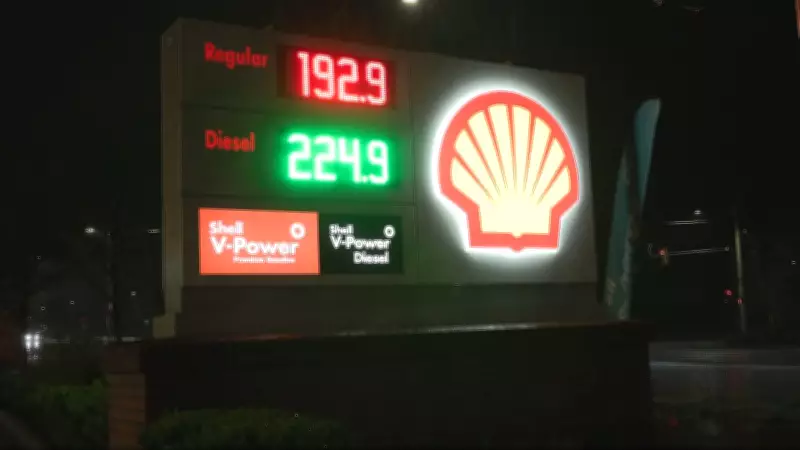 Regular 192.9
Diesel 224.9
Shell
V-Power
Shell
V-Power
Diesel